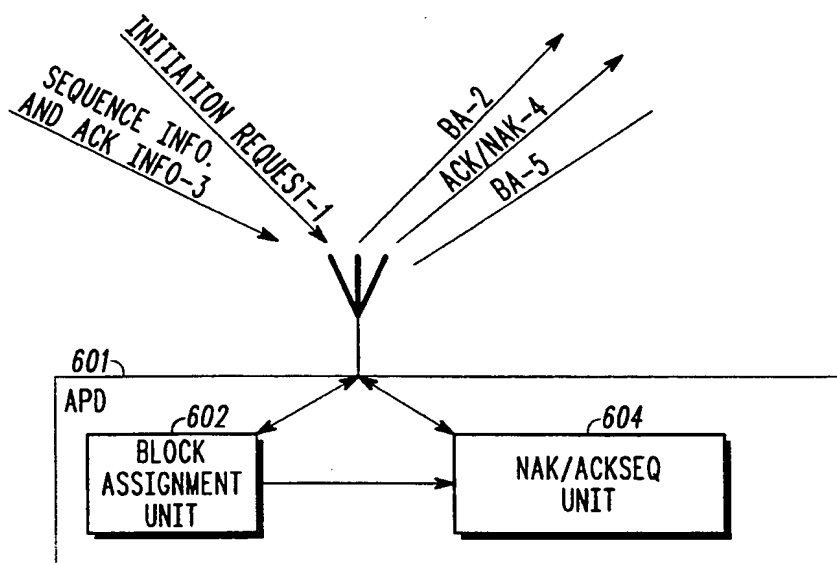 INITIATION REQUEST-1
SEQUENCE INFO.
AND ACK INFO-3
BA-2
ACK/NAK-4
BA-5
601
APD
602
BLOCK
ASSIGNMENT
UNIT
604
NAK/ACKSEQ
UNIT